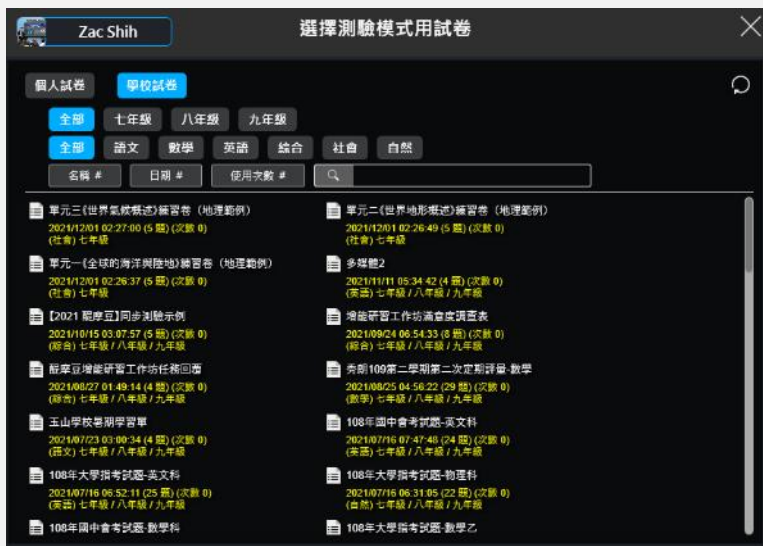 Zac Shih
選擇測驗模式用試卷
個人試卷 學校試卷
全部 七年級 八年級 九年級
全部 語文 數學 英語 綜合 社會 自然
名稱 # 日期 # 使用次數 #
單元三《世界氣候概述》練習卷（地理範例）
2021/12/01 02:27:00 (5 題) (次數 0)
(社會) 七年級
單元二《世界地形概述》練習卷（地理範例）
2021/12/01 02:26:49 (5 題) (次數 0)
(社會) 七年級
單元一《全球的海洋與陸地》練習卷（地理範例）
2021/12/01 02:26:37 (5 題) (次數 0)
(社會) 七年級
多媒體2
2021/11/11 05:34:42 (4 題) (次數 0)
(英語) 七年級 / 八年級 / 九年級
【2021 醍摩豆】同步測驗示例
2021/10/15 03:07:57 (5 題) (次數 0)
(綜合) 七年級 / 八年級 / 九年級
增能研習工作坊滿意度調查表
2021/09/24 06:54:33 (8 題) (次數 0)
(綜合) 七年級 / 八年級 / 九年級
醍摩豆增能研習工作坊任務回覆
2021/08/27 01:49:14 (4 題) (次數 0)
(綜合) 七年級 / 八年級 / 九年級
秀朗109第二學期第二次定期評量-數學
2021/08/25 04:56:22 (29 題) (次數 0)
(數學) 七年級 / 八年級 / 九年級
玉山學校暑期學習單
2021/07/23 03:00:34 (4 題) (次數 0)
(語文) 七年級 / 八年級 / 九年級
108年國中會考試題-英文科
2021/07/16 07:47:48 (24 題) (次數 0)
(英語) 七年級 / 八年級 / 九年級
108年大學指考試題-英文科
2021/07/16 06:52:11 (25 題) (次數 0)
(英語) 七年級 / 八年級 / 九年級
108年大學指考試題-物理科
2021/07/16 06:31:05 (22 題) (次數 0)
(自然) 七年級 / 八年級 / 九年級
108年國中會考試題-數學科
108年大學指考試題-數學乙